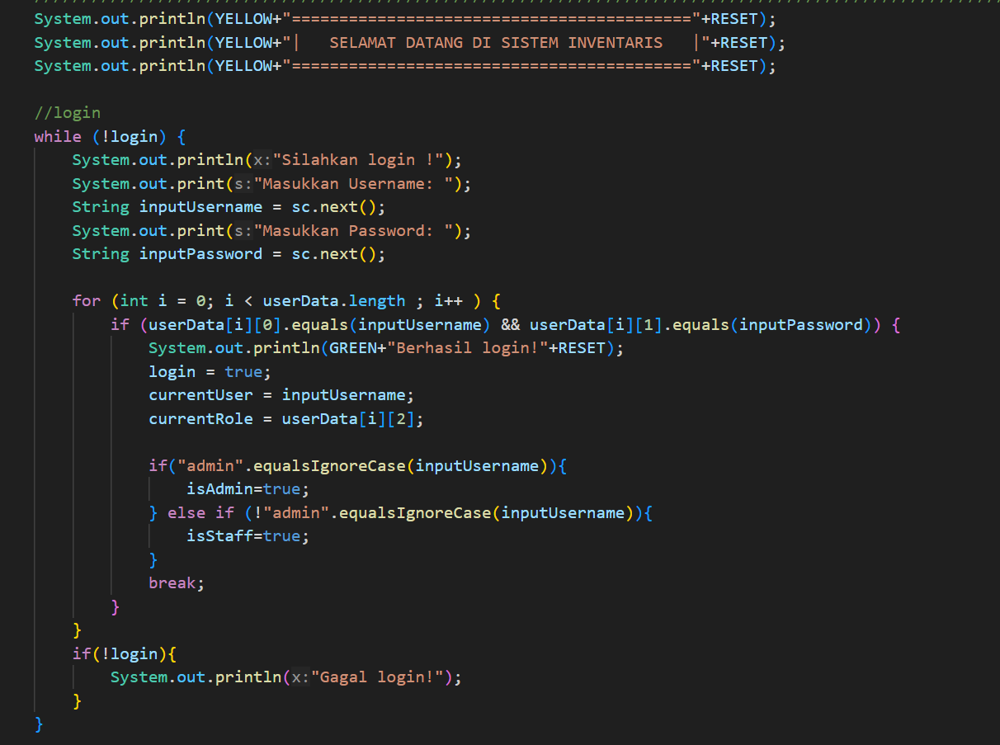 System.out.println(YELLOW+"=========================================="+RESET);
System.out.println(YELLOW+"|   SELAMAT DATANG DI SISTEM INVENTARIS   |"+RESET);
System.out.println(YELLOW+"=========================================="+RESET);
//login
while (!login) {
System.out.println(x:"Silahkan login !");
System.out.print(s:"Masukkan Username: ");
String inputUsername = sc.next();
System.out.print(s:"Masukkan Password: ");
String inputPassword = sc.next();
for (int i = 0; i < userData.length ; i++ ) {
if (userData[i][0].equals(inputUsername) && userData[i][1].equals(inputPassword)) {
System.out.println(GREEN+"Berhasil login!"+RESET);
login = true;
currentUser = inputUsername;
currentRole = userData[i][2];
if("admin".equalsIgnoreCase(inputUsername)){
isAdmin=true;
} else if (!"admin".equalsIgnoreCase(inputUsername)){
isStaff=true;
}
break;
}
}
if(!login){
System.out.println(x:"Gagal login!");
}
}